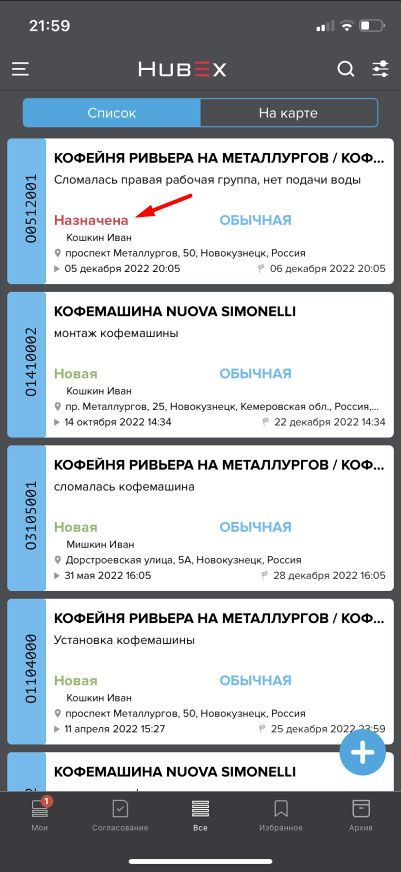 21:59
HUBEX
Список
На карте
O0512001
КОФЕЙНЯ РИВЬЕРА НА МЕТАЛЛУРГОВ / КОФ...
Сломалась правая рабочая группа, нет подачи воды
Назначена
ОБЫЧНАЯ
Кошкин Иван
проспект Металлургов, 50, Новокузнецк, Россия
05 декабря 2022 20:05
06 декабря 2022 20:05
O1410002
КОФЕМАШИНА NUOVA SIMONELLI
монтаж кофемашины
Новая
ОБЫЧНАЯ
Кошкин Иван
пр. Металлургов, 25, Новокузнецк, Кемеровская обл., Россия,...
14 октября 2022 14:34
22 декабря 2022 14:34
O3105001
КОФЕЙНЯ РИВЬЕРА НА МЕТАЛЛУРГОВ / КОФ...
сломалась кофемашина
Новая
ОБЫЧНАЯ
Мишкин Иван
Дорстроевская улица, 5А, Новокузнецк, Россия
31 мая 2022 16:05
28 декабря 2022 16:05
O1104000
КОФЕЙНЯ РИВЬЕРА НА МЕТАЛЛУРГОВ / КОФ...
Установка кофемашины
Новая
ОБЫЧНАЯ
Кошкин Иван
проспект Металлургов, 50, Новокузнецк, Россия
11 апреля 2022 15:27
25 декабря 2022 23:59
КОФЕМАШИНА NUOVA SIMONELLI
1
Мои
Согласование
Все
Избранное
Архив